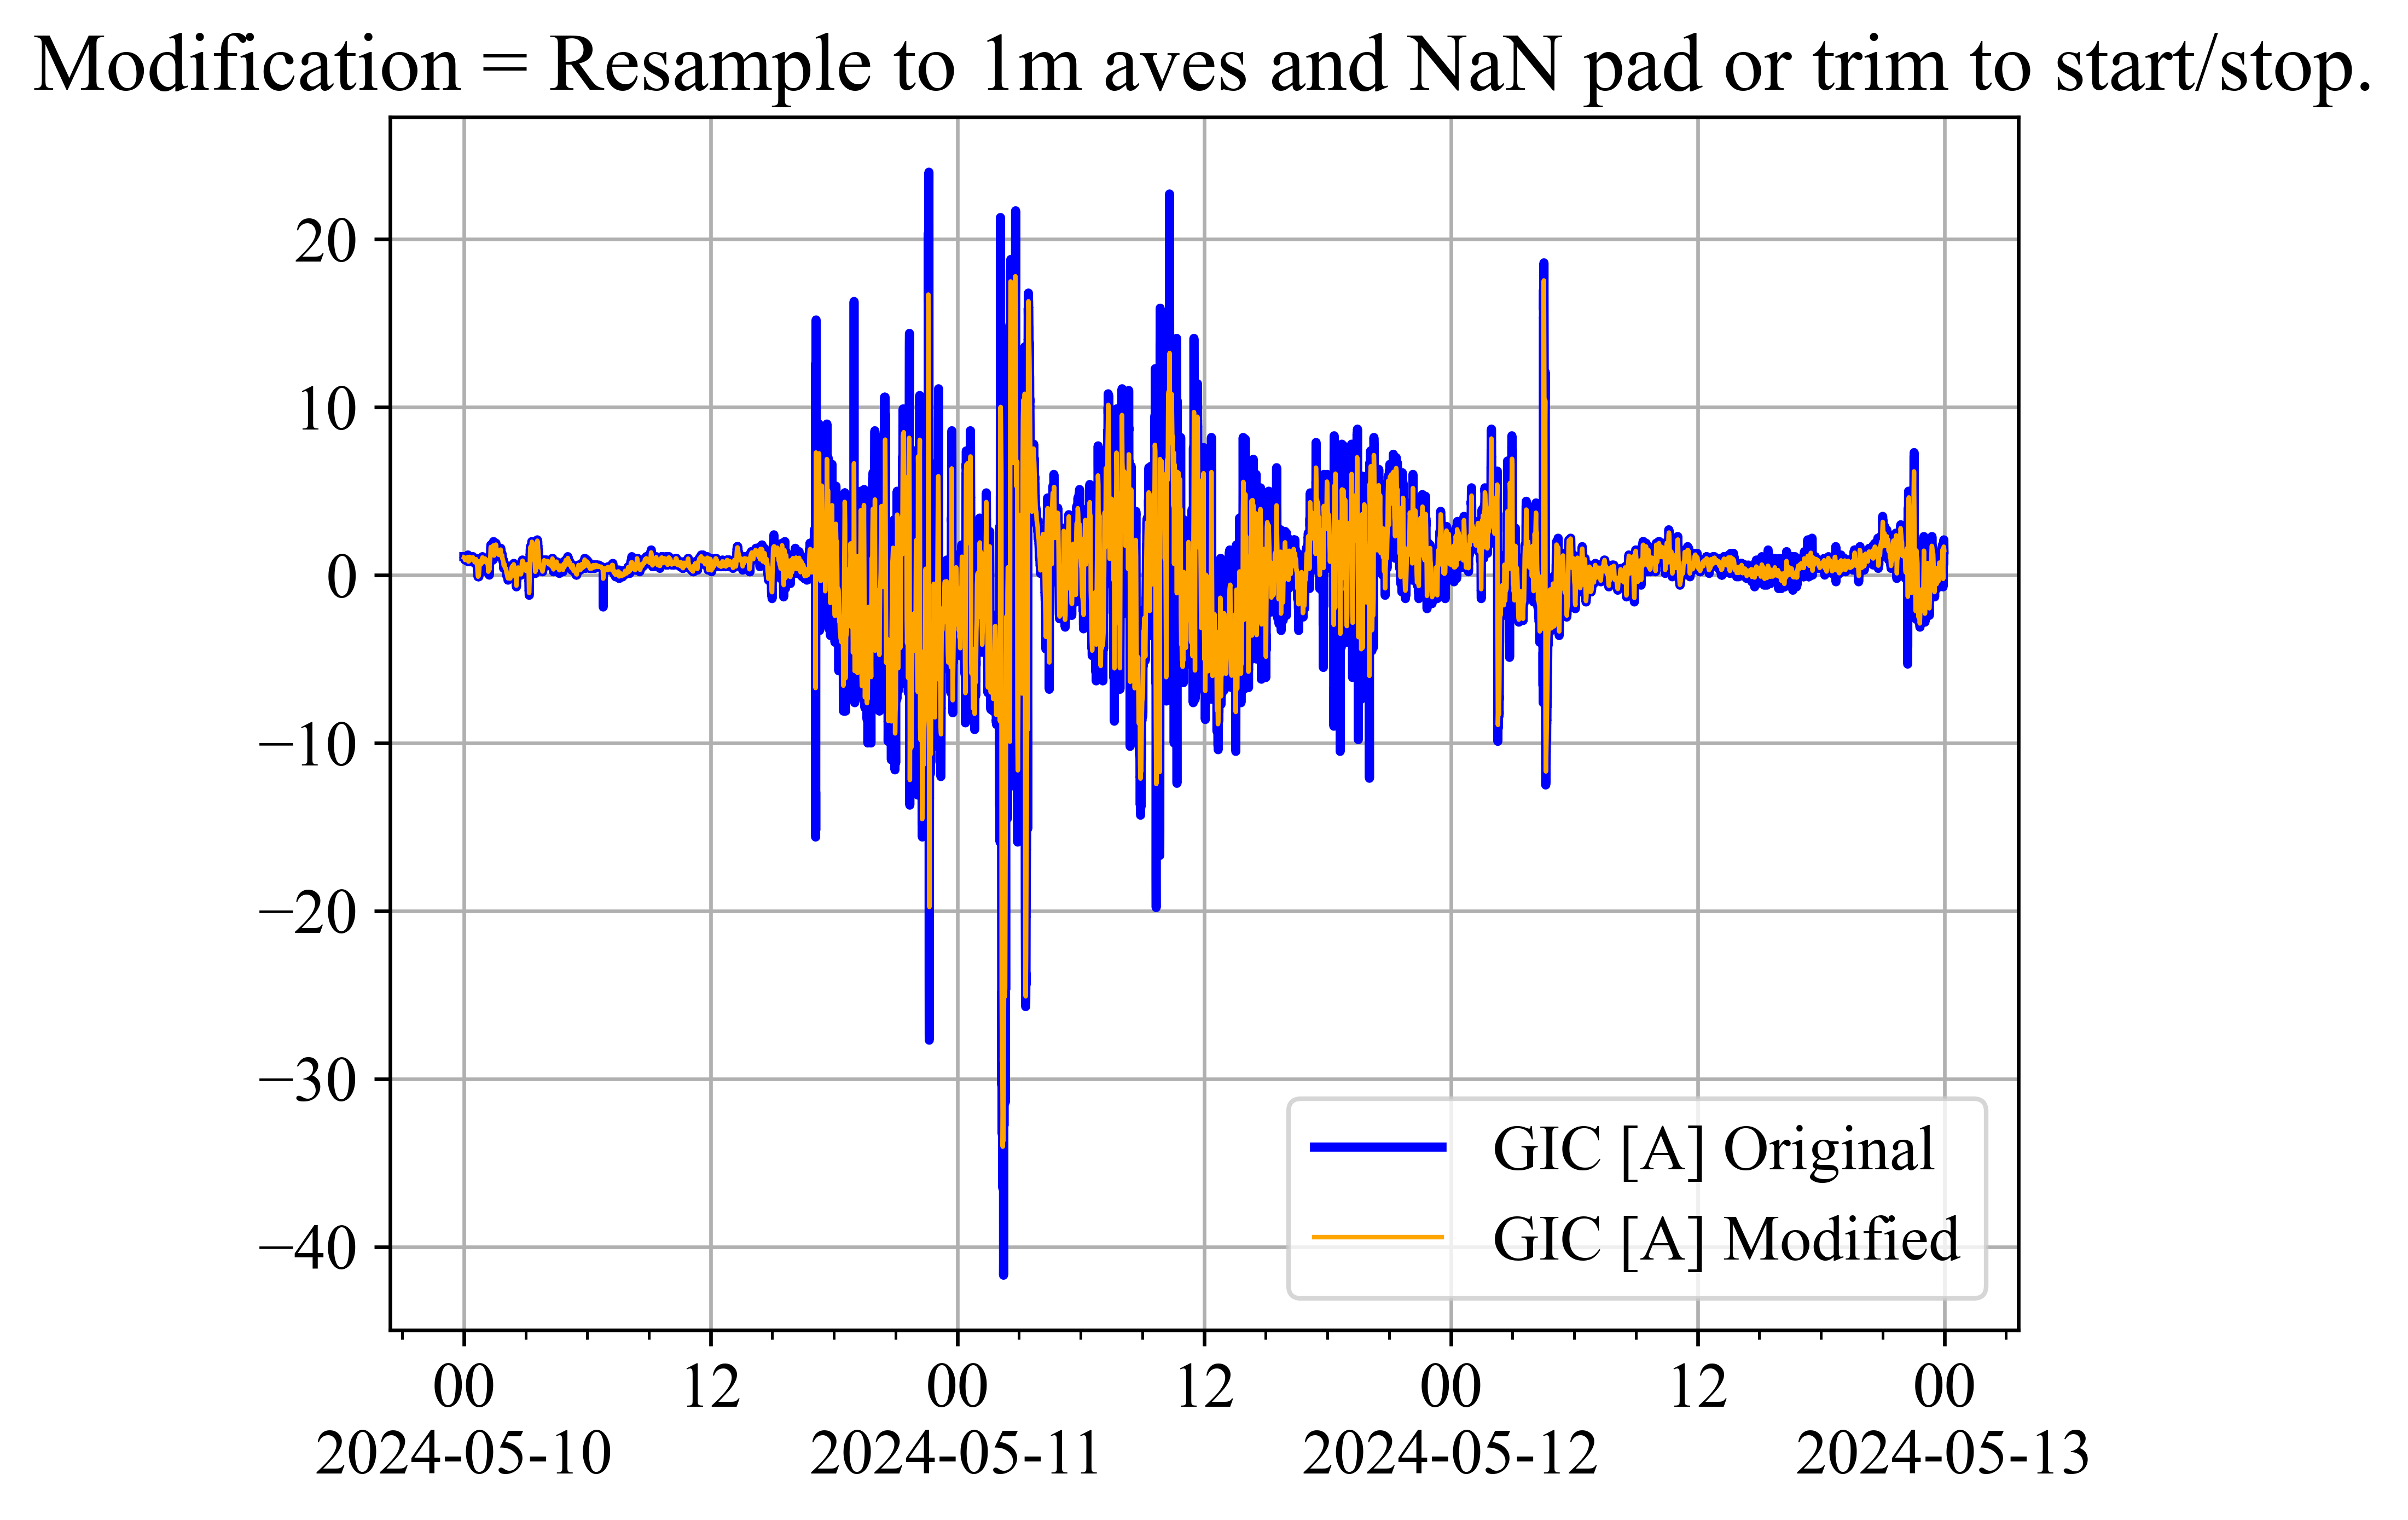 Modification = Resample to 1m aves and NaN pad or trim to start/stop.
20
10
0
−10
−20
−30
−40
GIC [A] Original
GIC [A] Modified
00 12 00 12 00 12 00
2024-05-10 2024-05-11 2024-05-12 2024-05-13